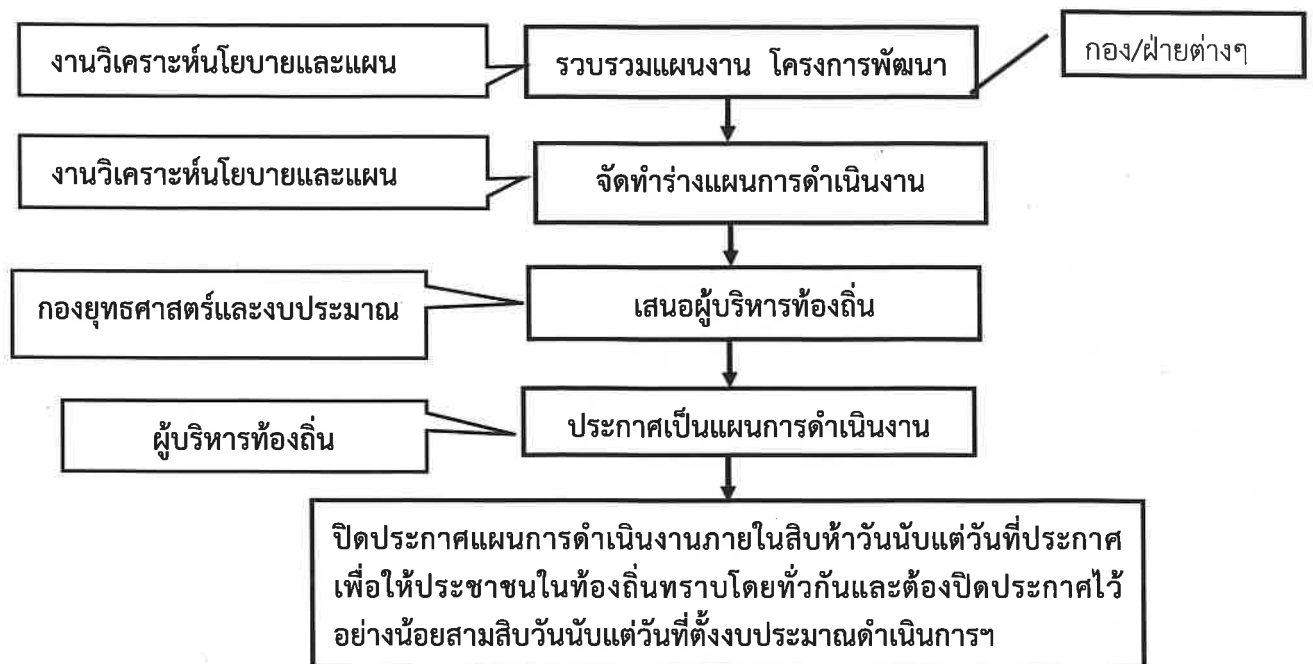 งานวิเคราะห์นโยบายและแผน
รวบรวมแผนงาน โครงการพัฒนา
กอง/ฝ่ายต่างๆ
งานวิเคราะห์นโยบายและแผน
จัดทำร่างแผนการดำเนินงาน
กองยุทธศาสตร์และงบประมาณ
เสนอผู้บริหารท้องถิ่น
ผู้บริหารท้องถิ่น
ประกาศเป็นแผนการดำเนินงาน
ปิดประกาศแผนการดำเนินงานภายในสิบห้าวันนับแต่วันที่ประกาศ
เพื่อให้ประชาชนในท้องถิ่นทราบโดยทั่วกันและต้องปิดประกาศไว้
อย่างน้อยสามสิบวันนับแต่วันที่ตั้งงบประมาณดำเนินการฯ